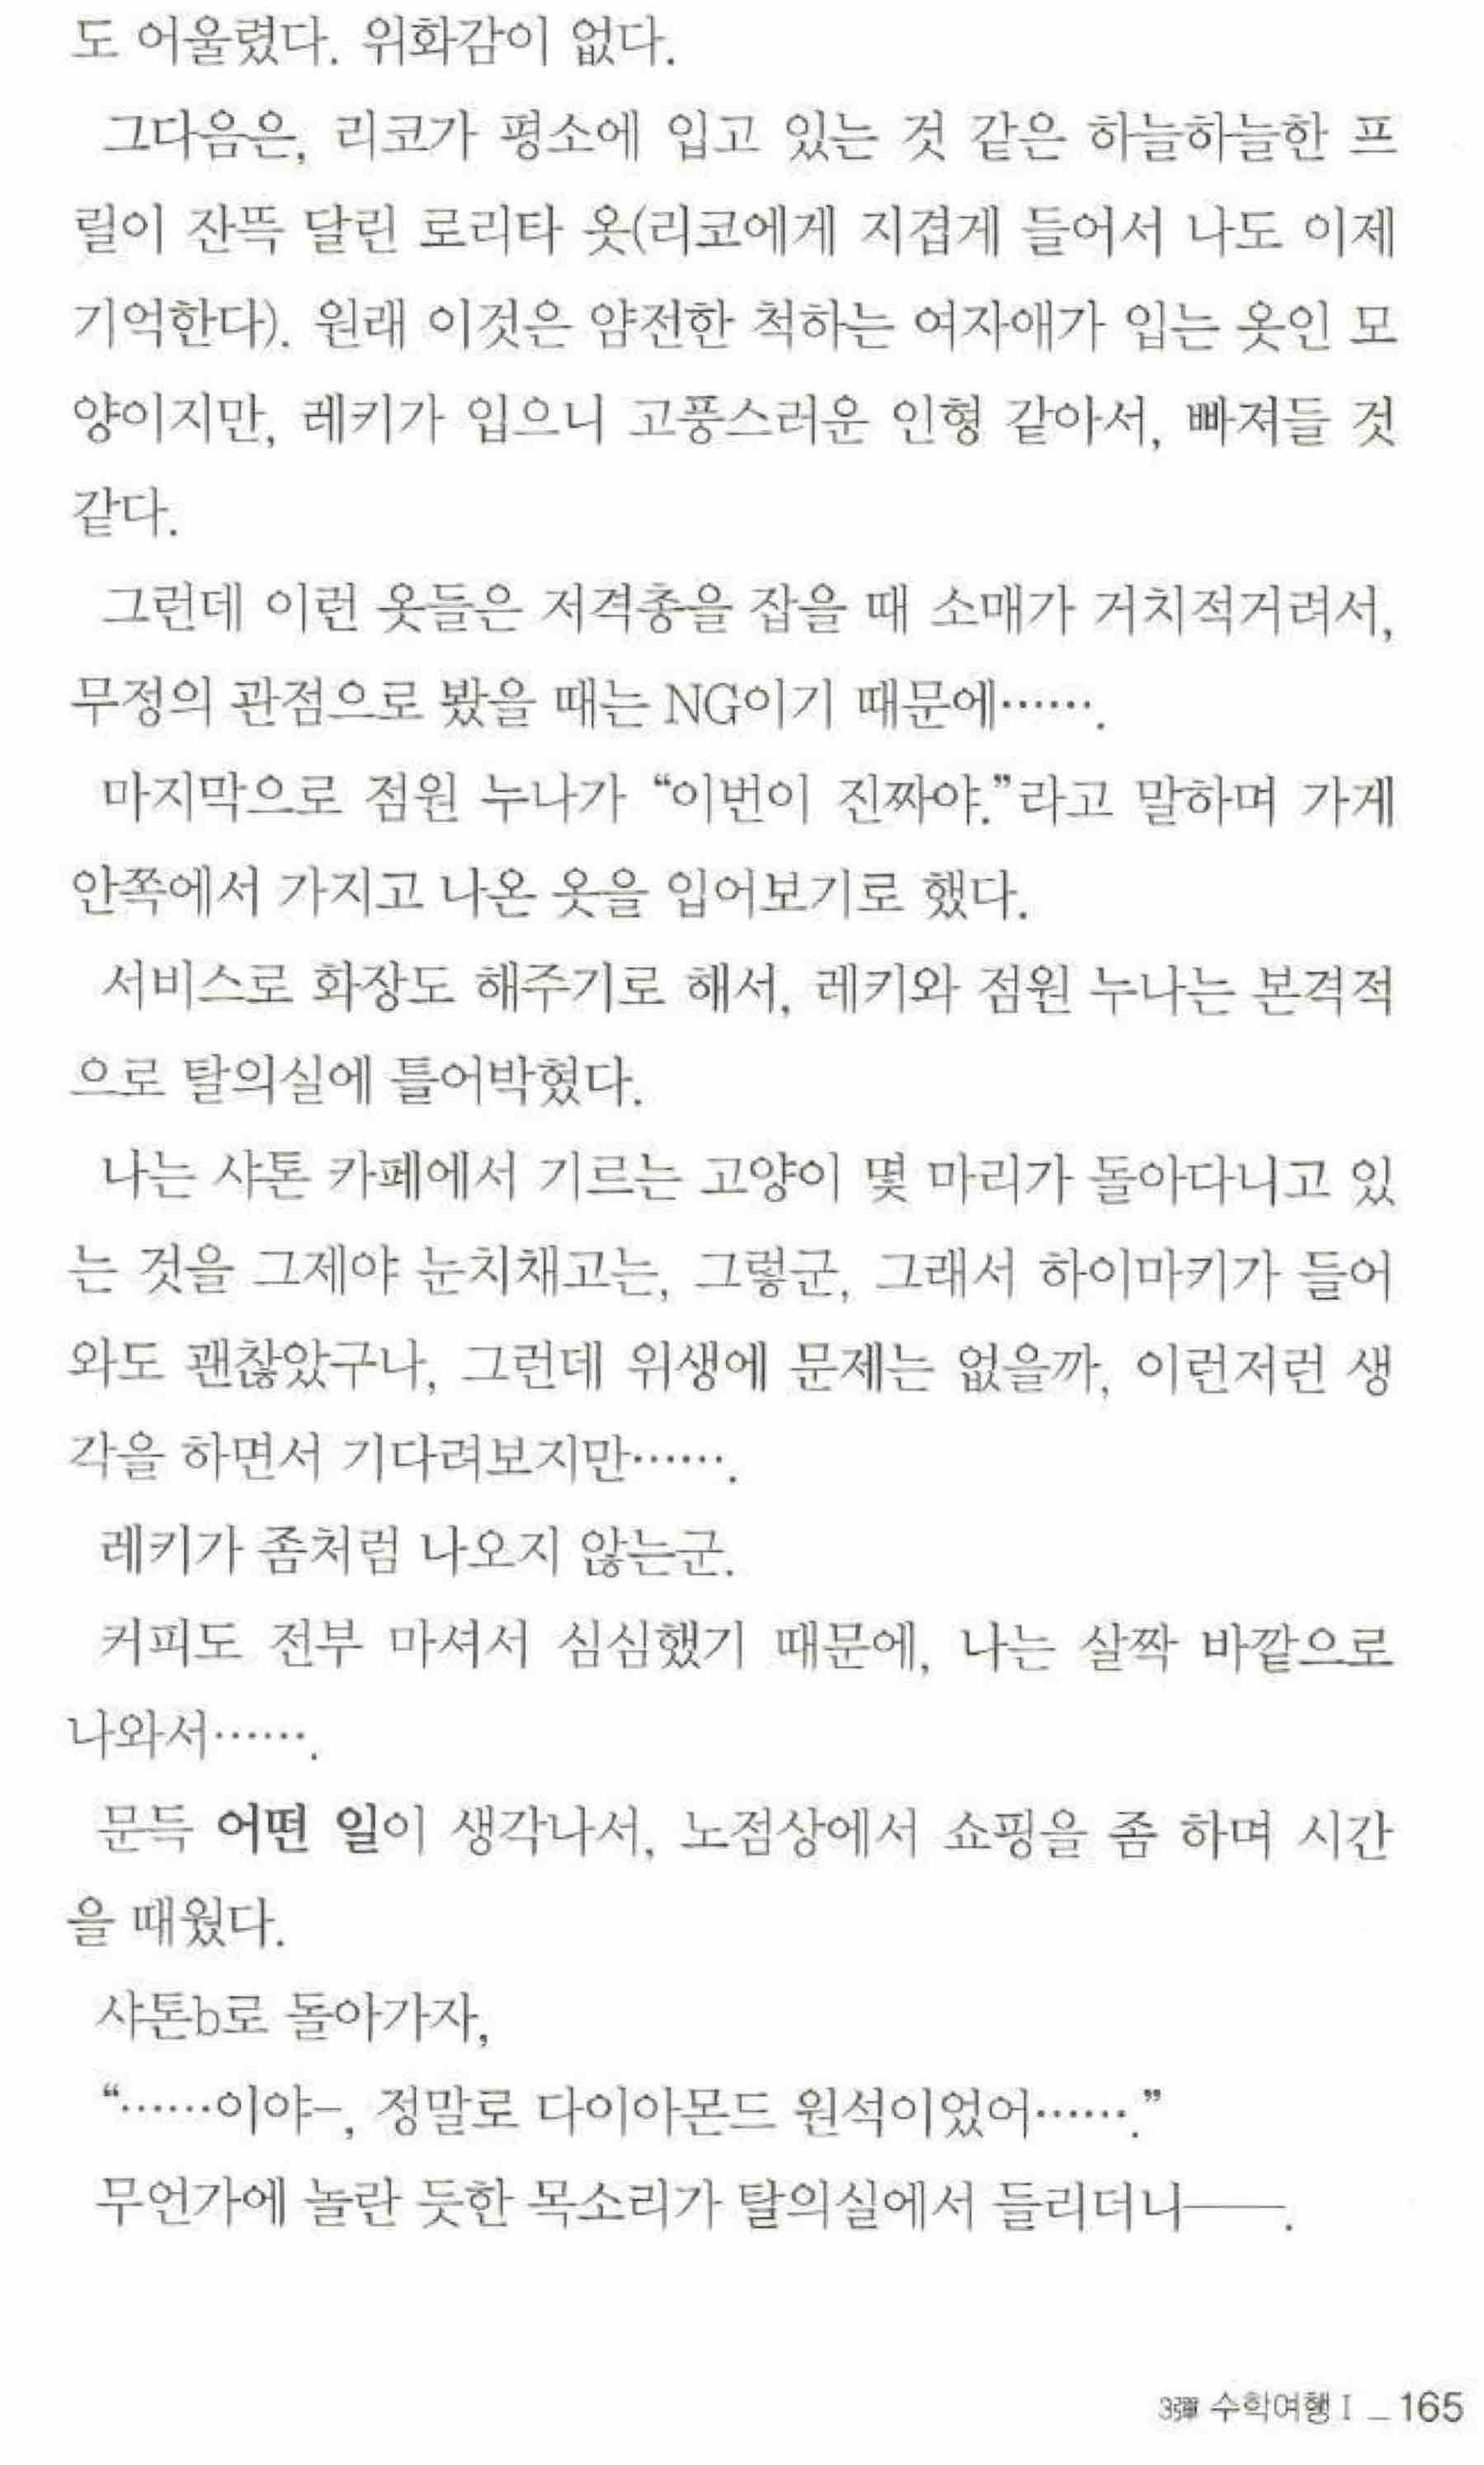 도 어울렸다. 위화감이 없다.
그다음은, 리코가 평소에 입고 있는 것 같은 하늘하늘한 프
릴이 잔뜩 달린 로리타 옷(리코에게 지겹게 들어서 나도 이제
기억한다). 원래 이것은 얌전한 척하는 여자애가 입는 옷인 모
양이지만, 레키가 입으니 고풍스러운 인형 같아서, 빠져들 것
같다.
그런데 이런 옷들은 저격총을 잡을 때 소매가 거치적거려서,
무정의 관점으로 봤을 때는 NG이기 때문에…….
마지막으로 점원 누나가 “이번이 진짜야.”라고 말하며 가게
안쪽에서 가지고 나온 옷을 입어보기로 했다.
서비스로 화장도 해주기로 해서, 레키와 점원 누나는 본격적
으로 탈의실에 틀어박혔다.
나는 샤톤 카페에서 기르는 고양이 몇 마리가 돌아다니고 있
는 것을 그제야 눈치채고는, 그렇군, 그래서 하이마키가 들어
와도 괜찮았구나, 그런데 위생에 문제는 없을까, 이런저런 생
각을 하면서 기다려보지만…….
레키가 좀처럼 나오지 않는군.
커피도 전부 마셔서 심심했기 때문에, 나는 살짝 바깥으로
나와서…….
문득 어떤 일이 생각나서, 노점상에서 쇼핑을 좀 하며 시간
을 때웠다.
샤톤b로 돌아가자,
“……이야–, 정말로 다이아몬드 원석이었어…….”
무언가에 놀란 듯한 목소리가 탈의실에서 들리더니──.
3彈 수학여행 I _ 165